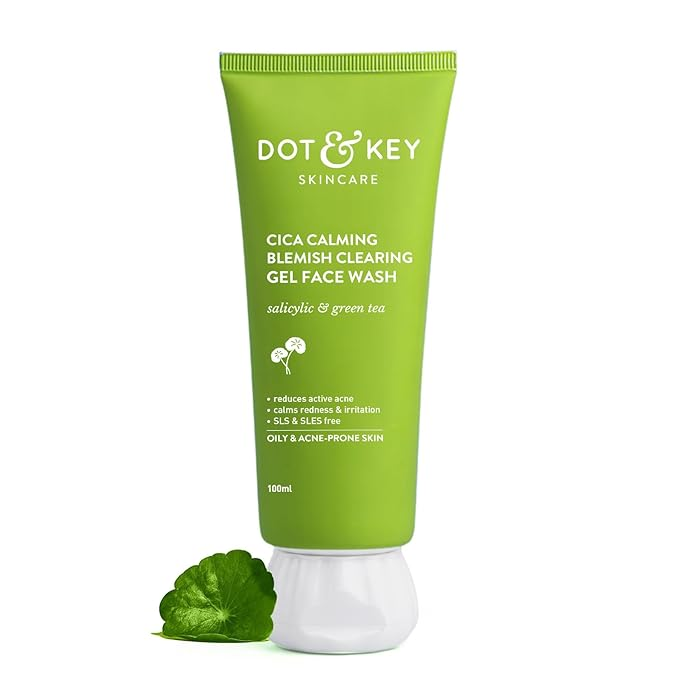 DOT & KEY
SKINCARE
CICA CALMING
BLEMISH CLEARING
GEL FACE WASH
salicylic & green tea
• reduces active acne
• calms redness & irritation
• SLS & SLES free
OILY & ACNE-PRONE SKIN
100ml